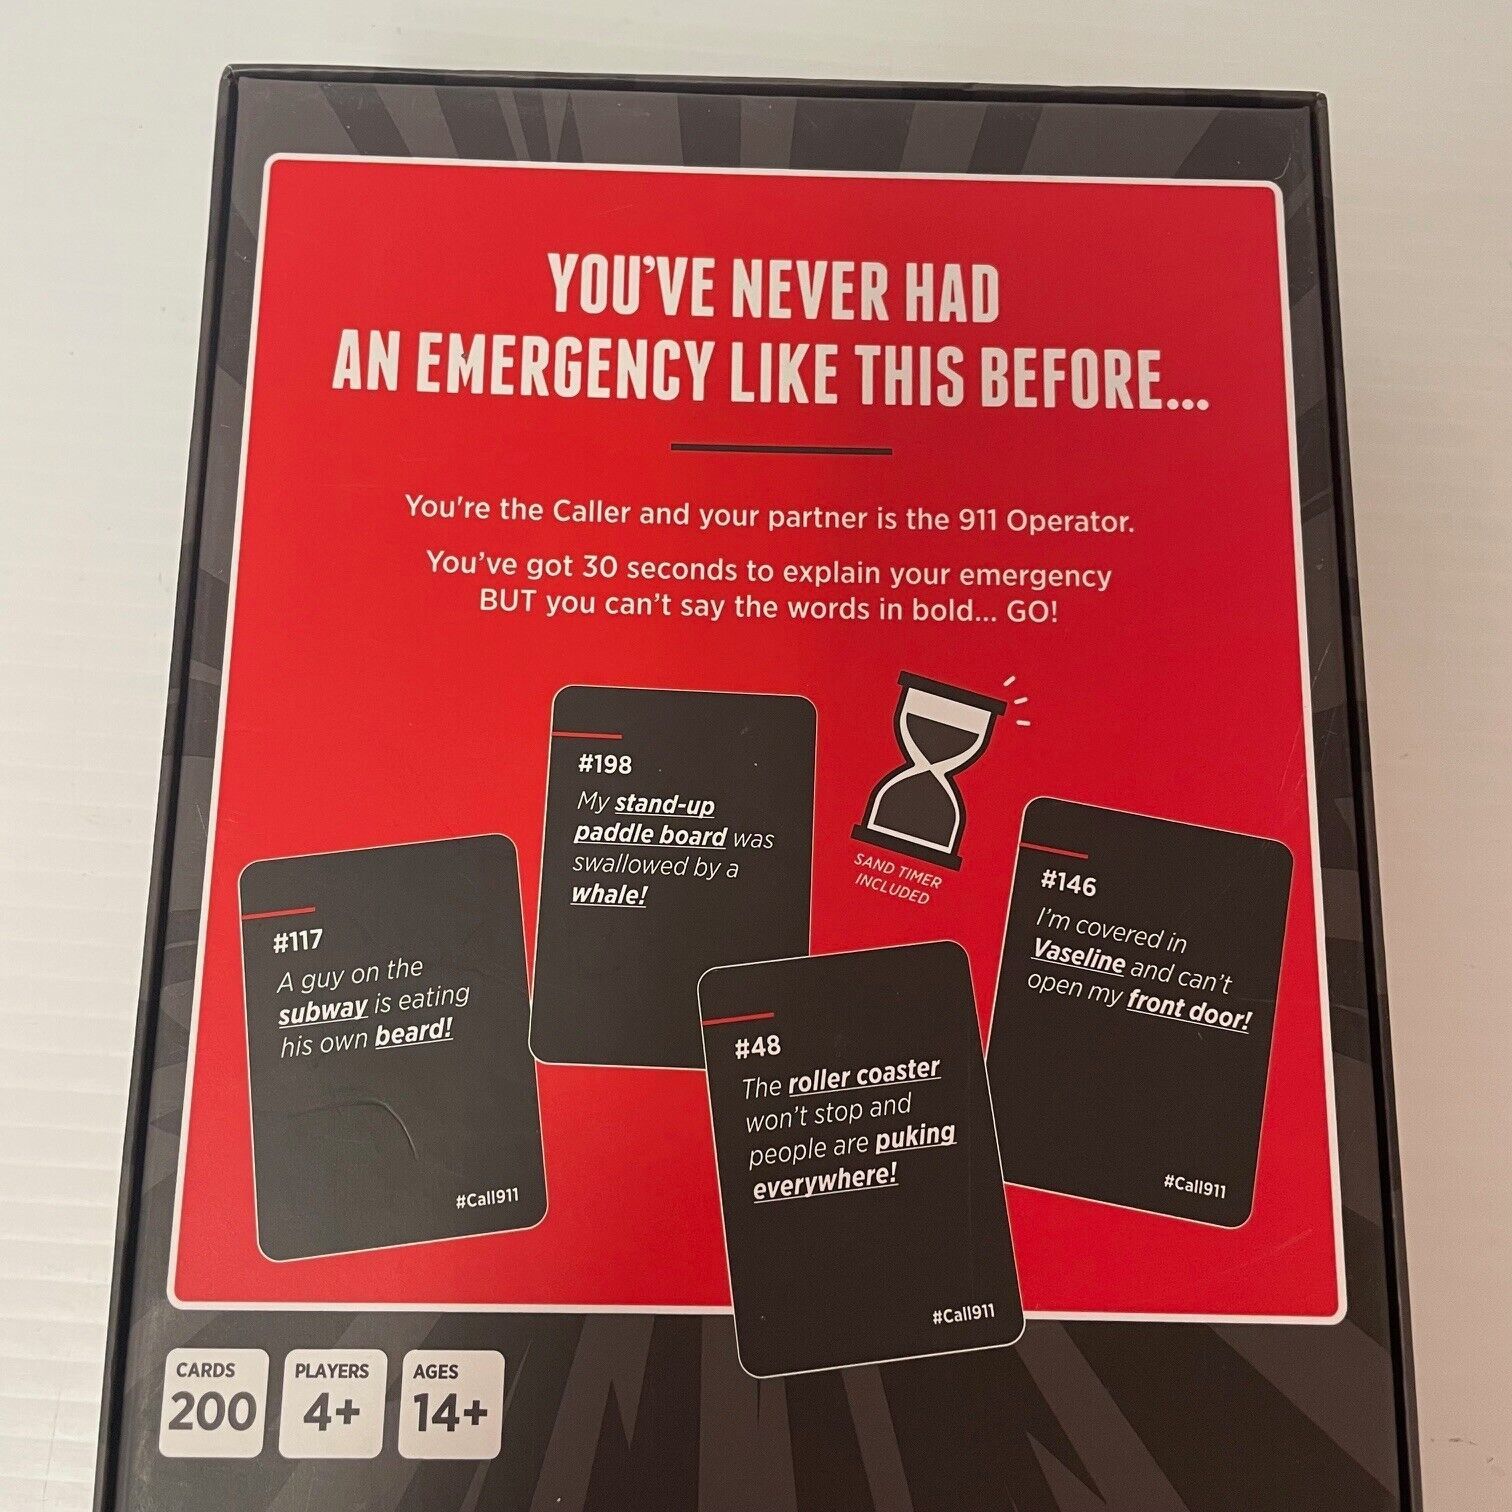 YOU'VE NEVER HAD
AN EMERGENCY LIKE THIS BEFORE...
You're the Caller and your partner is the 911 Operator.
You've got 30 seconds to explain your emergency
BUT you can't say the words in bold... GO!
#198
My stand-up
paddle board was
swallowed by a
whale!
SAND TIMER
INCLUDED
#146
I'm covered in
Vaseline and can't
open my front door!
#Call911
#117
A guy on the
subway is eating
his own beard!
#Call911
#48
The roller coaster
won't stop and
people are puking
everywhere!
#Call911
CARDS
200
PLAYERS
4+
AGES
14+